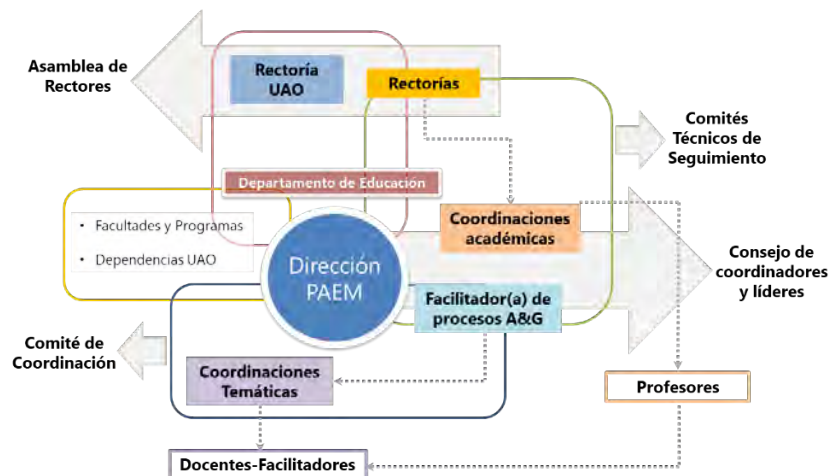 Asamblea de
Rectores
Rectoría
UAO
Rectorías
Comités
Técnicos de
Seguimiento
Departamento de Educación
• Facultades y Programas
• Dependencias UAO
Coordinaciones
académicas
Dirección
PAEM
Consejo de
coordinadores
y líderes
Facilitador(a) de
procesos A&G
Comité de
Coordinación
Coordinaciones
Temáticas
Profesores
Docentes-Facilitadores